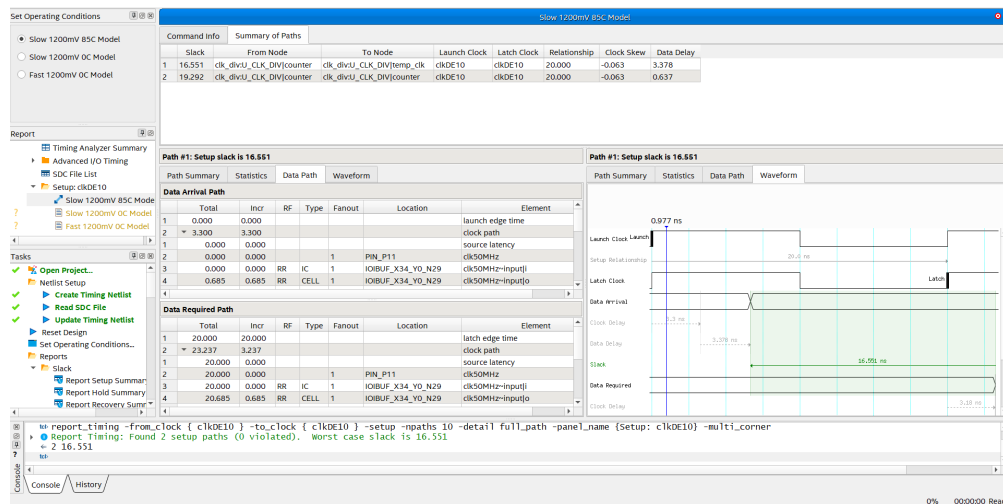 Set Operating Conditions
Slow 1200mV 85C Model
Slow 1200mV 0C Model
Fast 1200mV 0C Model
Report
Timing Analyzer Summary
Advanced I/O Timing
SDC File List
Setup: clkDE10
Slow 1200mV 85C Mode
Slow 1200mV 0C Model
Fast 1200mV 0C Model
Tasks
Open Project...
Netlist Setup
Create Timing Netlist
Read SDC File
Update Timing Netlist
Reset Design
Set Operating Conditions...
Reports
Slack
Report Setup Summar
Report Hold Summary
Report Recovery Summ
Slow 1200mV 85C Model
Command Info Summary of Paths
Slack From Node To Node Launch Clock Latch Clock Relationship Clock Skew Data Delay
1 16.551 clk_div:U_CLK_DIV|counter clk_div:U_CLK_DIV|temp_clk clkDE10 clkDE10 20.000 -0.063 3.378
2 19.292 clk_div:U_CLK_DIV|counter clk_div:U_CLK_DIV|counter clkDE10 clkDE10 20.000 -0.063 0.637
Path #1: Setup slack is 16.551
Path Summary Statistics Data Path Waveform
Data Arrival Path
Total Incr RF Type Fanout Location Element
1 0.000 0.000 launch edge time
2 3.300 3.300 clock path
1 0.000 0.000 source latency
2 0.000 0.000 1 PIN_P11 clk50MHz
3 0.000 0.000 RR IC 1 IOIBUF_X34_Y0_N29 clk50MHz~input|i
4 0.685 0.685 RR CELL 1 IOIBUF_X34_Y0_N29 clk50MHz~input|o
Data Required Path
Total Incr RF Type Fanout Location Element
1 20.000 20.000 latch edge time
2 23.237 3.237 clock path
1 20.000 0.000 source latency
2 20.000 0.000 1 PIN_P11 clk50MHz
3 20.000 0.000 RR IC 1 IOIBUF_X34_Y0_N29 clk50MHz~input|i
4 20.685 0.685 RR CELL 1 IOIBUF_X34_Y0_N29 clk50MHz~input|o
Path #1: Setup slack is 16.551
Path Summary Statistics Data Path Waveform
0.977 ns
Launch Clock Launch
Setup Relationship 20.0 ns
Latch Clock Latch
Data Arrival
Clock Delay 3.3 ns
Data Delay 3.378 ns
Slack 16.551 ns
Data Required
Clock Delay 3.18 ns
tcl> report_timing -from_clock { clkDE10 } -to_clock { clkDE10 } -setup -npaths 10 -detail full_path -panel_name {Setup: clkDE10} -multi_corner
Report Timing: Found 2 setup paths (0 violated). Worst case slack is 16.551
2 16.551
tcl>
Console
Console History
0% 00:00:00 Rea